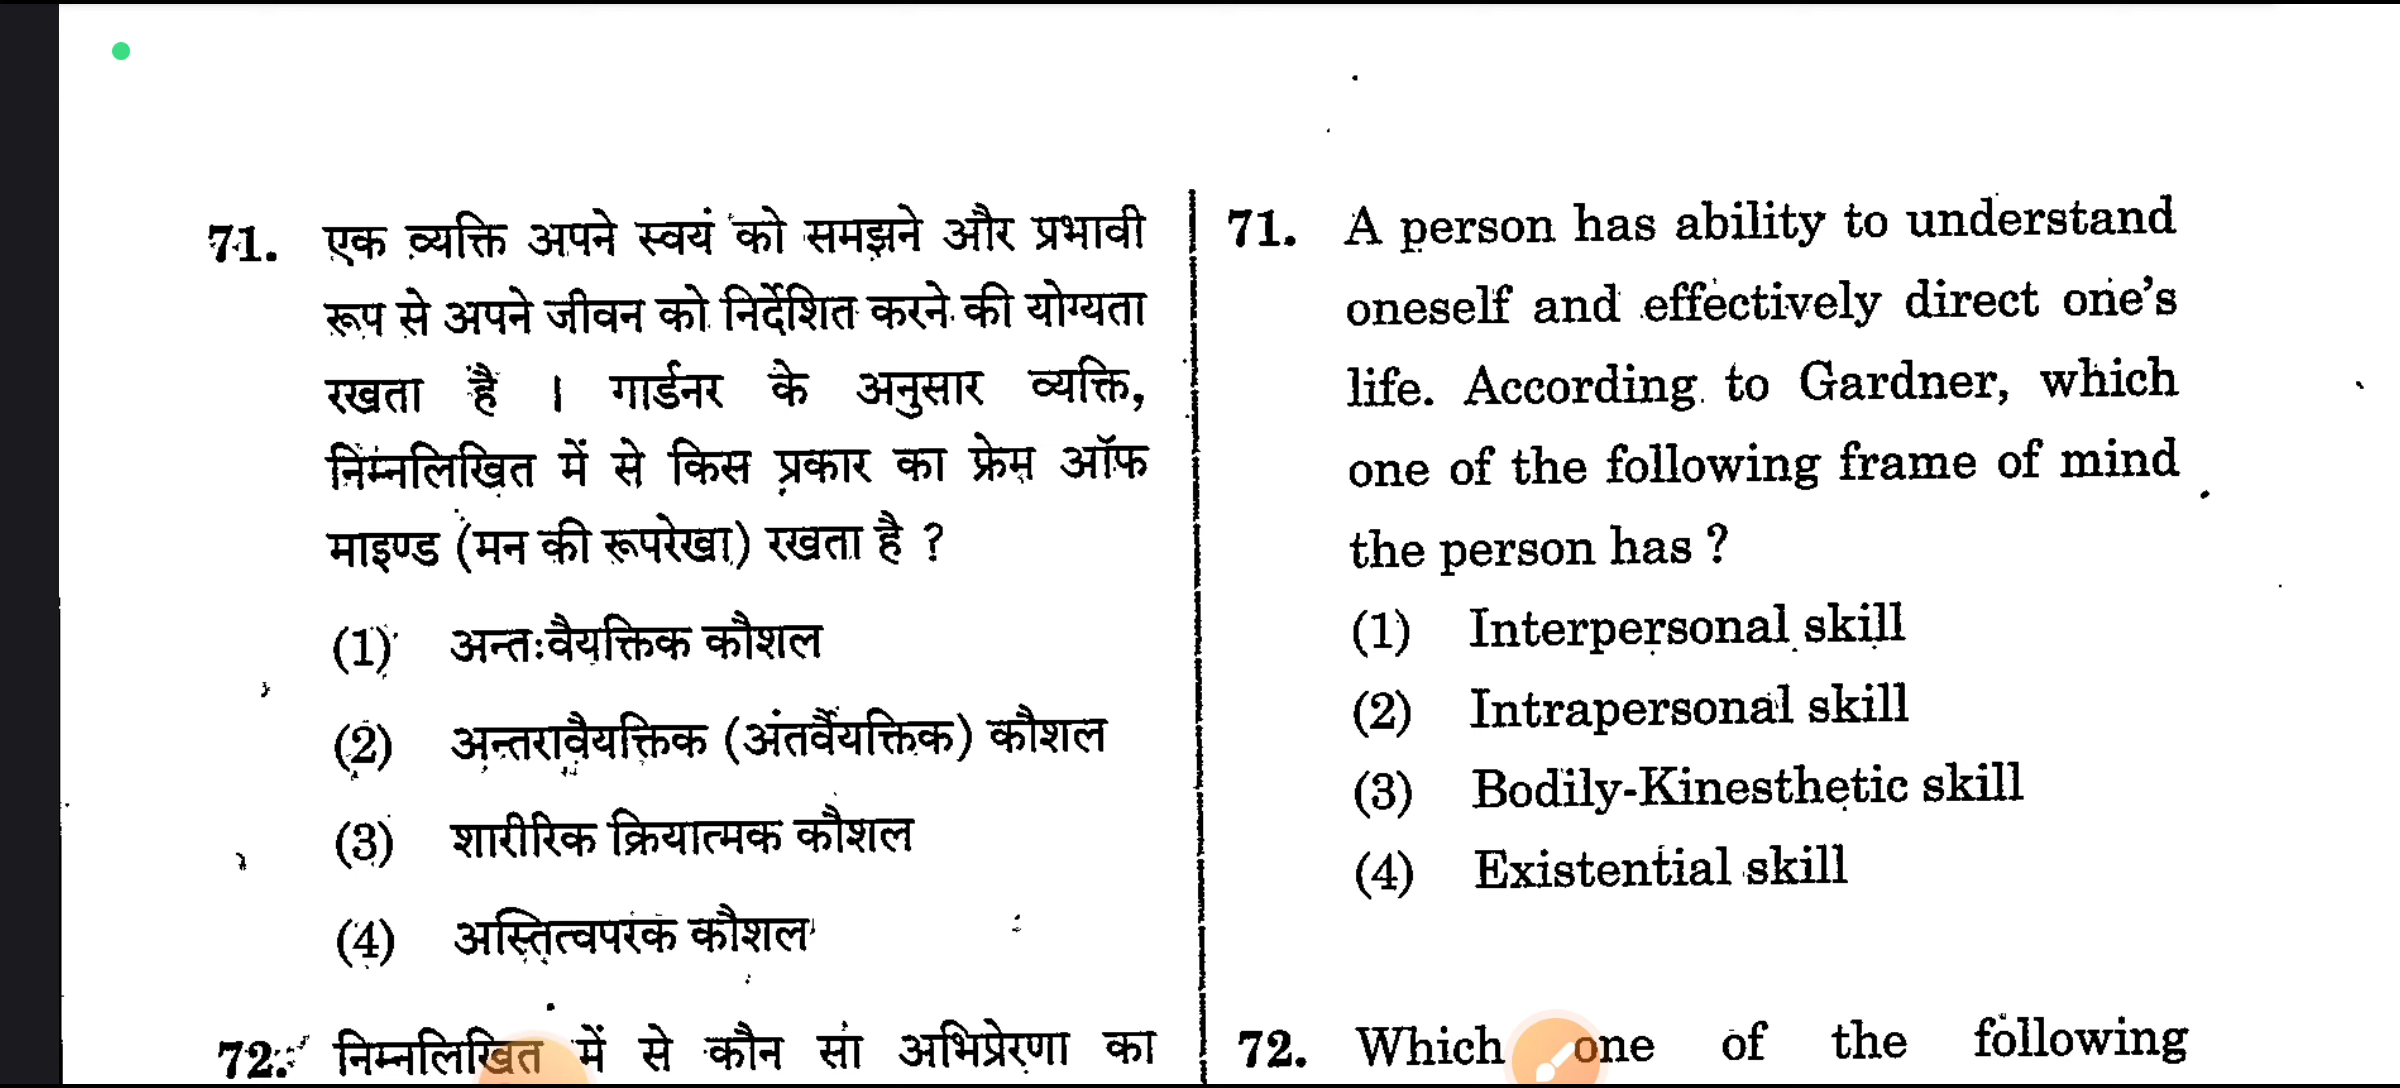 71. एक व्यक्ति अपने स्वयं को समझने और प्रभावी
रूप से अपने जीवन को निर्देशित करने की योग्यता
रखता है । गार्डनर के अनुसार व्यक्ति,
निम्नलिखित में से किस प्रकार का फ्रेम ऑफ
माइण्ड (मन की रूपरेखा) रखता है ?
(1) अन्तःवैयक्तिक कौशल
(2) अन्तरावैयक्तिक (अंतर्वैयक्तिक) कौशल
(3) शारीरिक क्रियात्मक कौशल
(4) अस्तित्वपरक कौशल
72. निम्नलिखित में से कौन सा अभिप्रेरणा का
71. A person has ability to understand
oneself and effectively direct one's
life. According to Gardner, which
one of the following frame of mind
the person has ?
(1) Interpersonal skill
(2) Intrapersonal skill
(3) Bodily-Kinesthetic skill
(4) Existential skill
72. Which one of the following